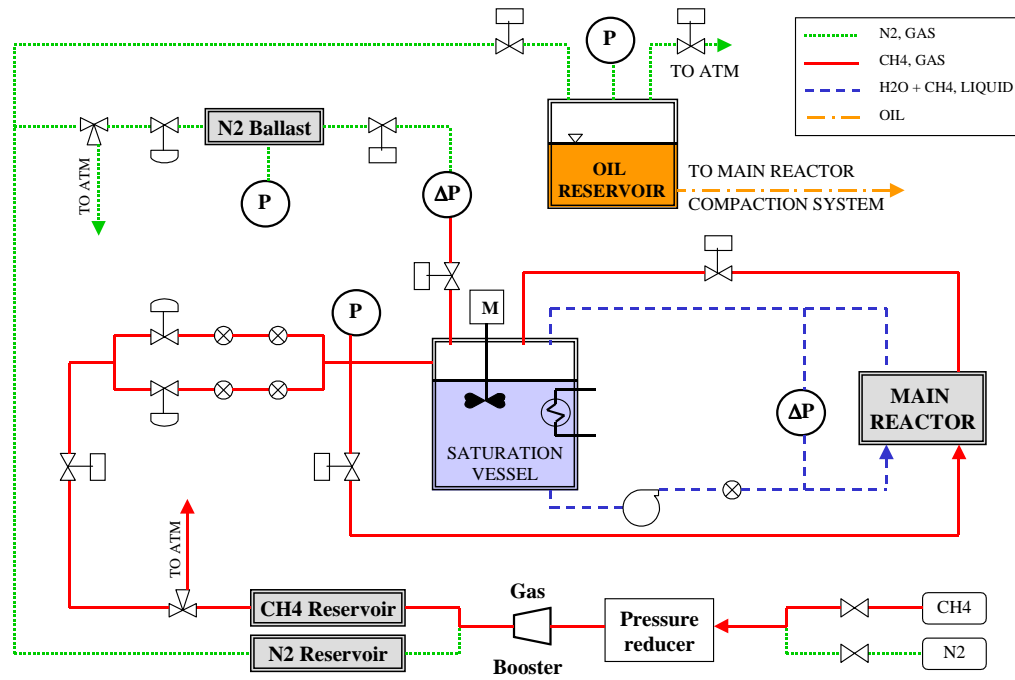 P
TO ATM
N2, GAS
CH4, GAS
H2O + CH4, LIQUID
OIL
N2 Ballast
TO ATM
P
ΔP
OIL
RESERVOIR
TO MAIN REACTOR
COMPACTION SYSTEM
P
M
SATURATION
VESSEL
ΔP
MAIN
REACTOR
TO ATM
CH4 Reservoir
N2 Reservoir
Gas
Booster
Pressure
reducer
CH4
N2